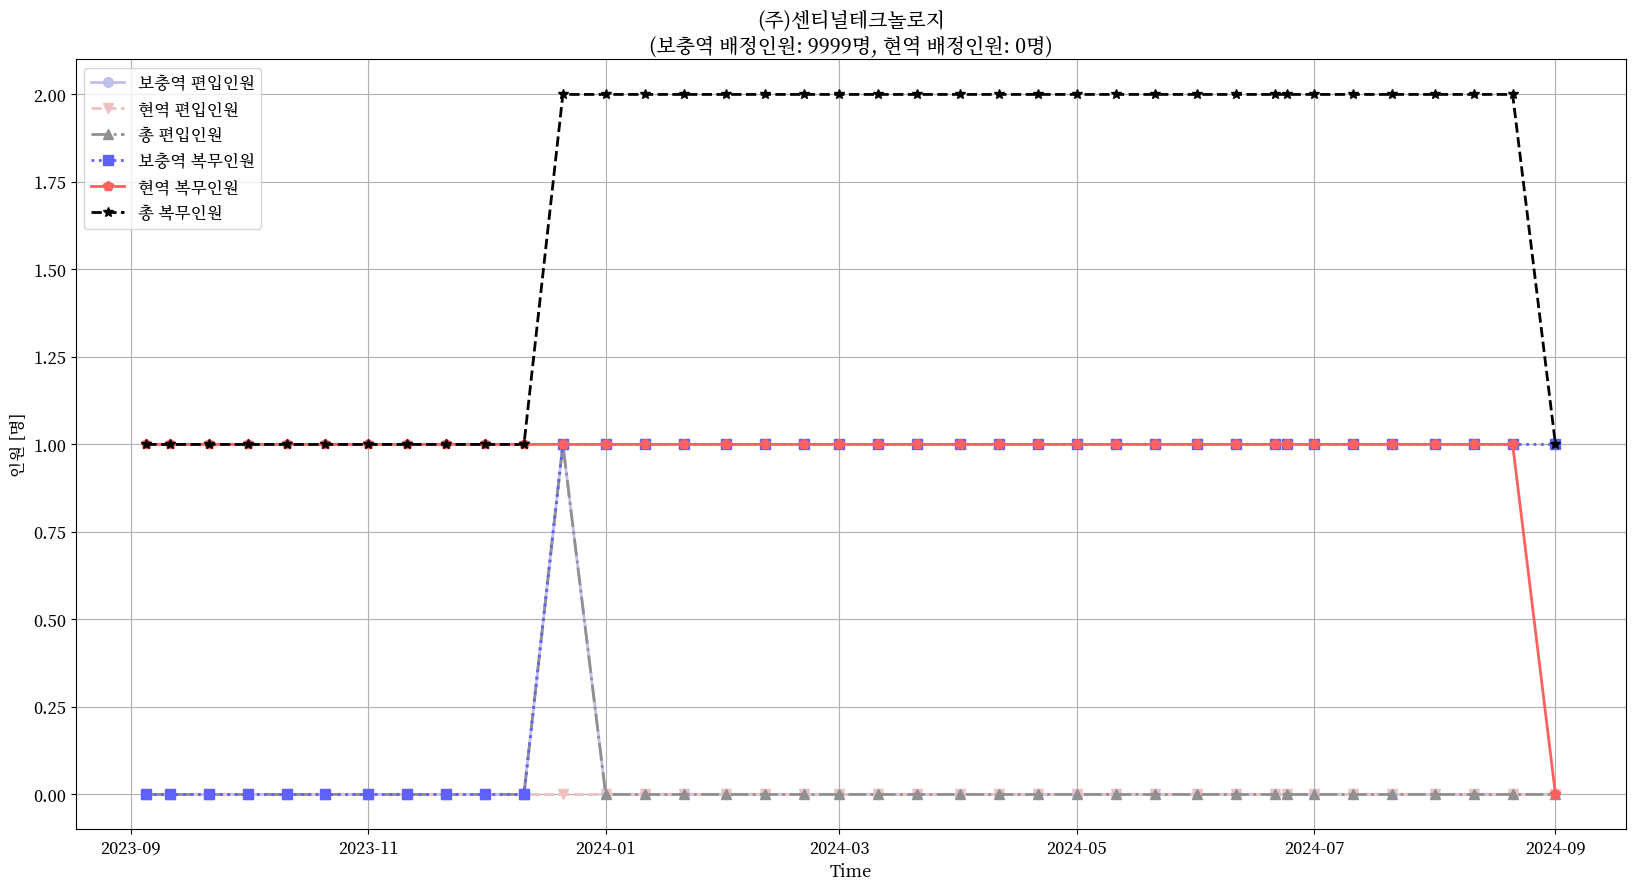 (주)센티널테크놀로지
(보충역 배정인원: 9999명, 현역 배정인원: 0명)
보충역 편입인원
현역 편입인원
총 편입인원
보충역 복무인원
현역 복무인원
총 복무인원
인원 [명]
2.00
1.75
1.50
1.25
1.00
0.75
0.50
0.25
0.00
2023-09
2023-11
2024-01
2024-03
2024-05
2024-07
2024-09
Time